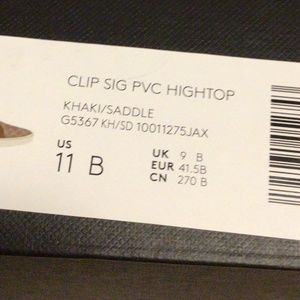 CLIP SIG PVC HIGHTOP
KHAKI/SADDLE
G5367 KH/SD 10011275JAX
US
11 B
UK 9 B
EUR 41.5B
CN 270 B